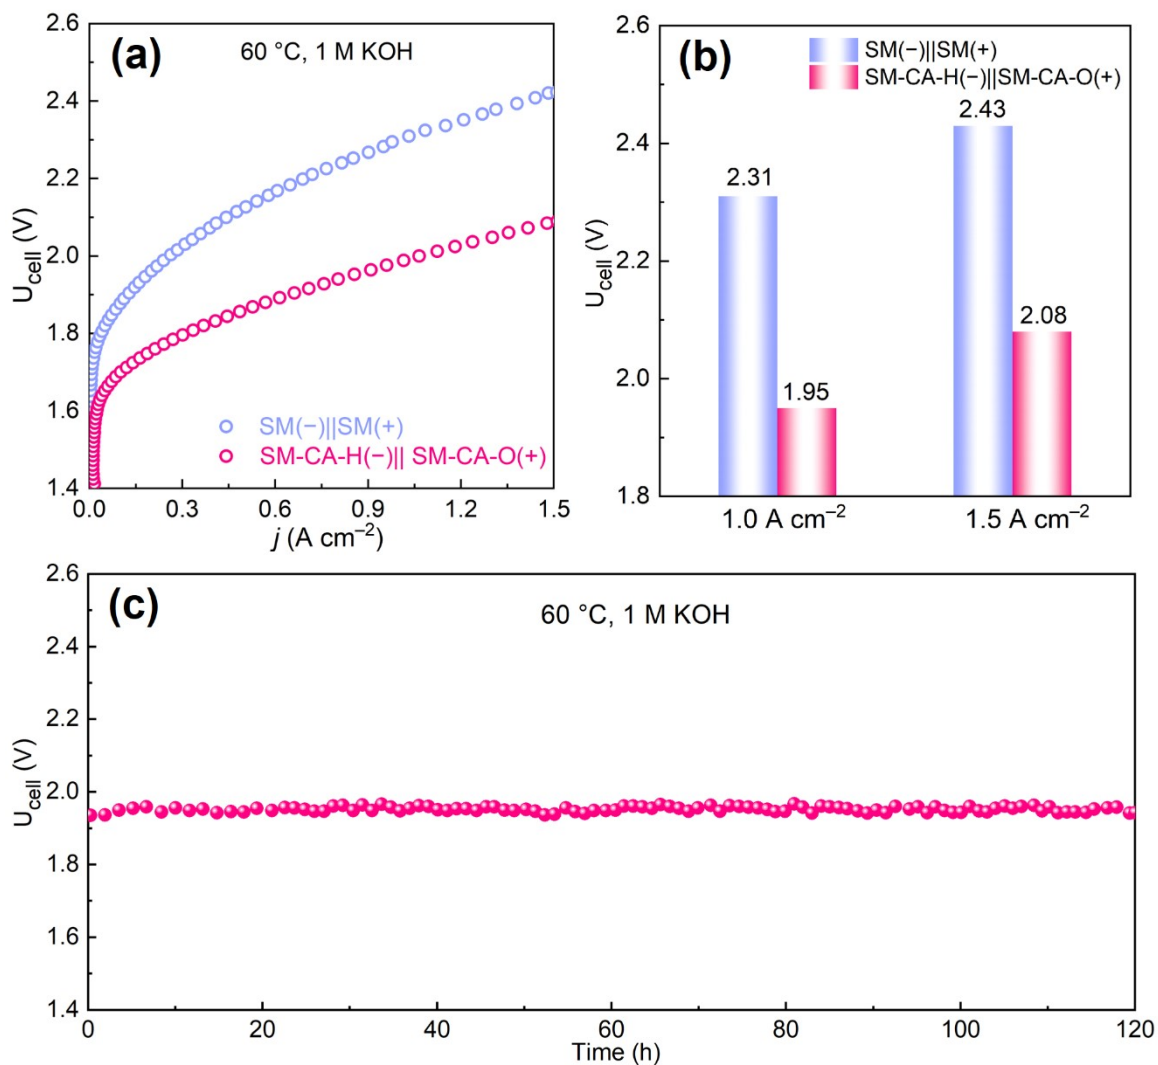 (a)
60 °C, 1 M KOH
2.6
2.4
2.2
2.0
1.8
1.6
1.4
U_cell (V)
SM(−)||SM(+)
SM-CA-H(−)|| SM-CA-O(+)
0.0 0.3 0.6 0.9 1.2 1.5
j (A cm⁻²)
(b)
SM(−)||SM(+)
SM-CA-H(−)||SM-CA-O(+)
2.6
2.4
2.2
2.0
1.8
U_cell (V)
2.31
1.95
2.43
2.08
1.0 A cm⁻² 1.5 A cm⁻²
(c)
60 °C, 1 M KOH
2.6
2.4
2.2
2.0
1.8
1.6
1.4
U_cell (V)
0 20 40 60 80 100 120
Time (h)